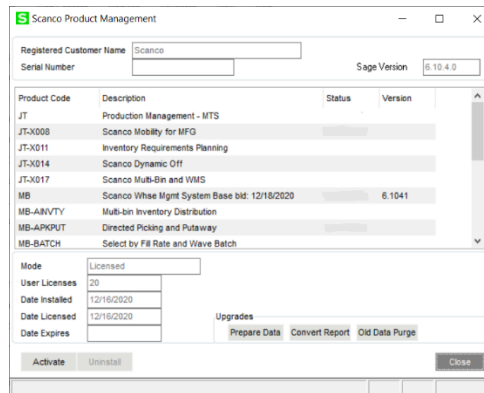 S Scanco Product Management
Registered Customer Name Scanco
Serial Number Sage Version 6.10.4.0
Product Code Description Status Version
JT Production Management - MTS
JT-X008 Scanco Mobility for MFG
JT-X011 Inventory Requirements Planning
JT-X014 Scanco Dynamic Off
JT-X017 Scanco Multi-Bin and WMS
MB Scanco Whse Mgmt System Base bld: 12/18/2020 6.1041
MB-AINVTY Multi-bin Inventory Distribution
MB-APKPUT Directed Picking and Putaway
MB-BATCH Select by Fill Rate and Wave Batch
Mode Licensed
User Licenses 20
Date Installed 12/16/2020
Date Licensed 12/16/2020 Upgrades
Date Expires Prepare Data Convert Report Old Data Purge
Activate Uninstall Close